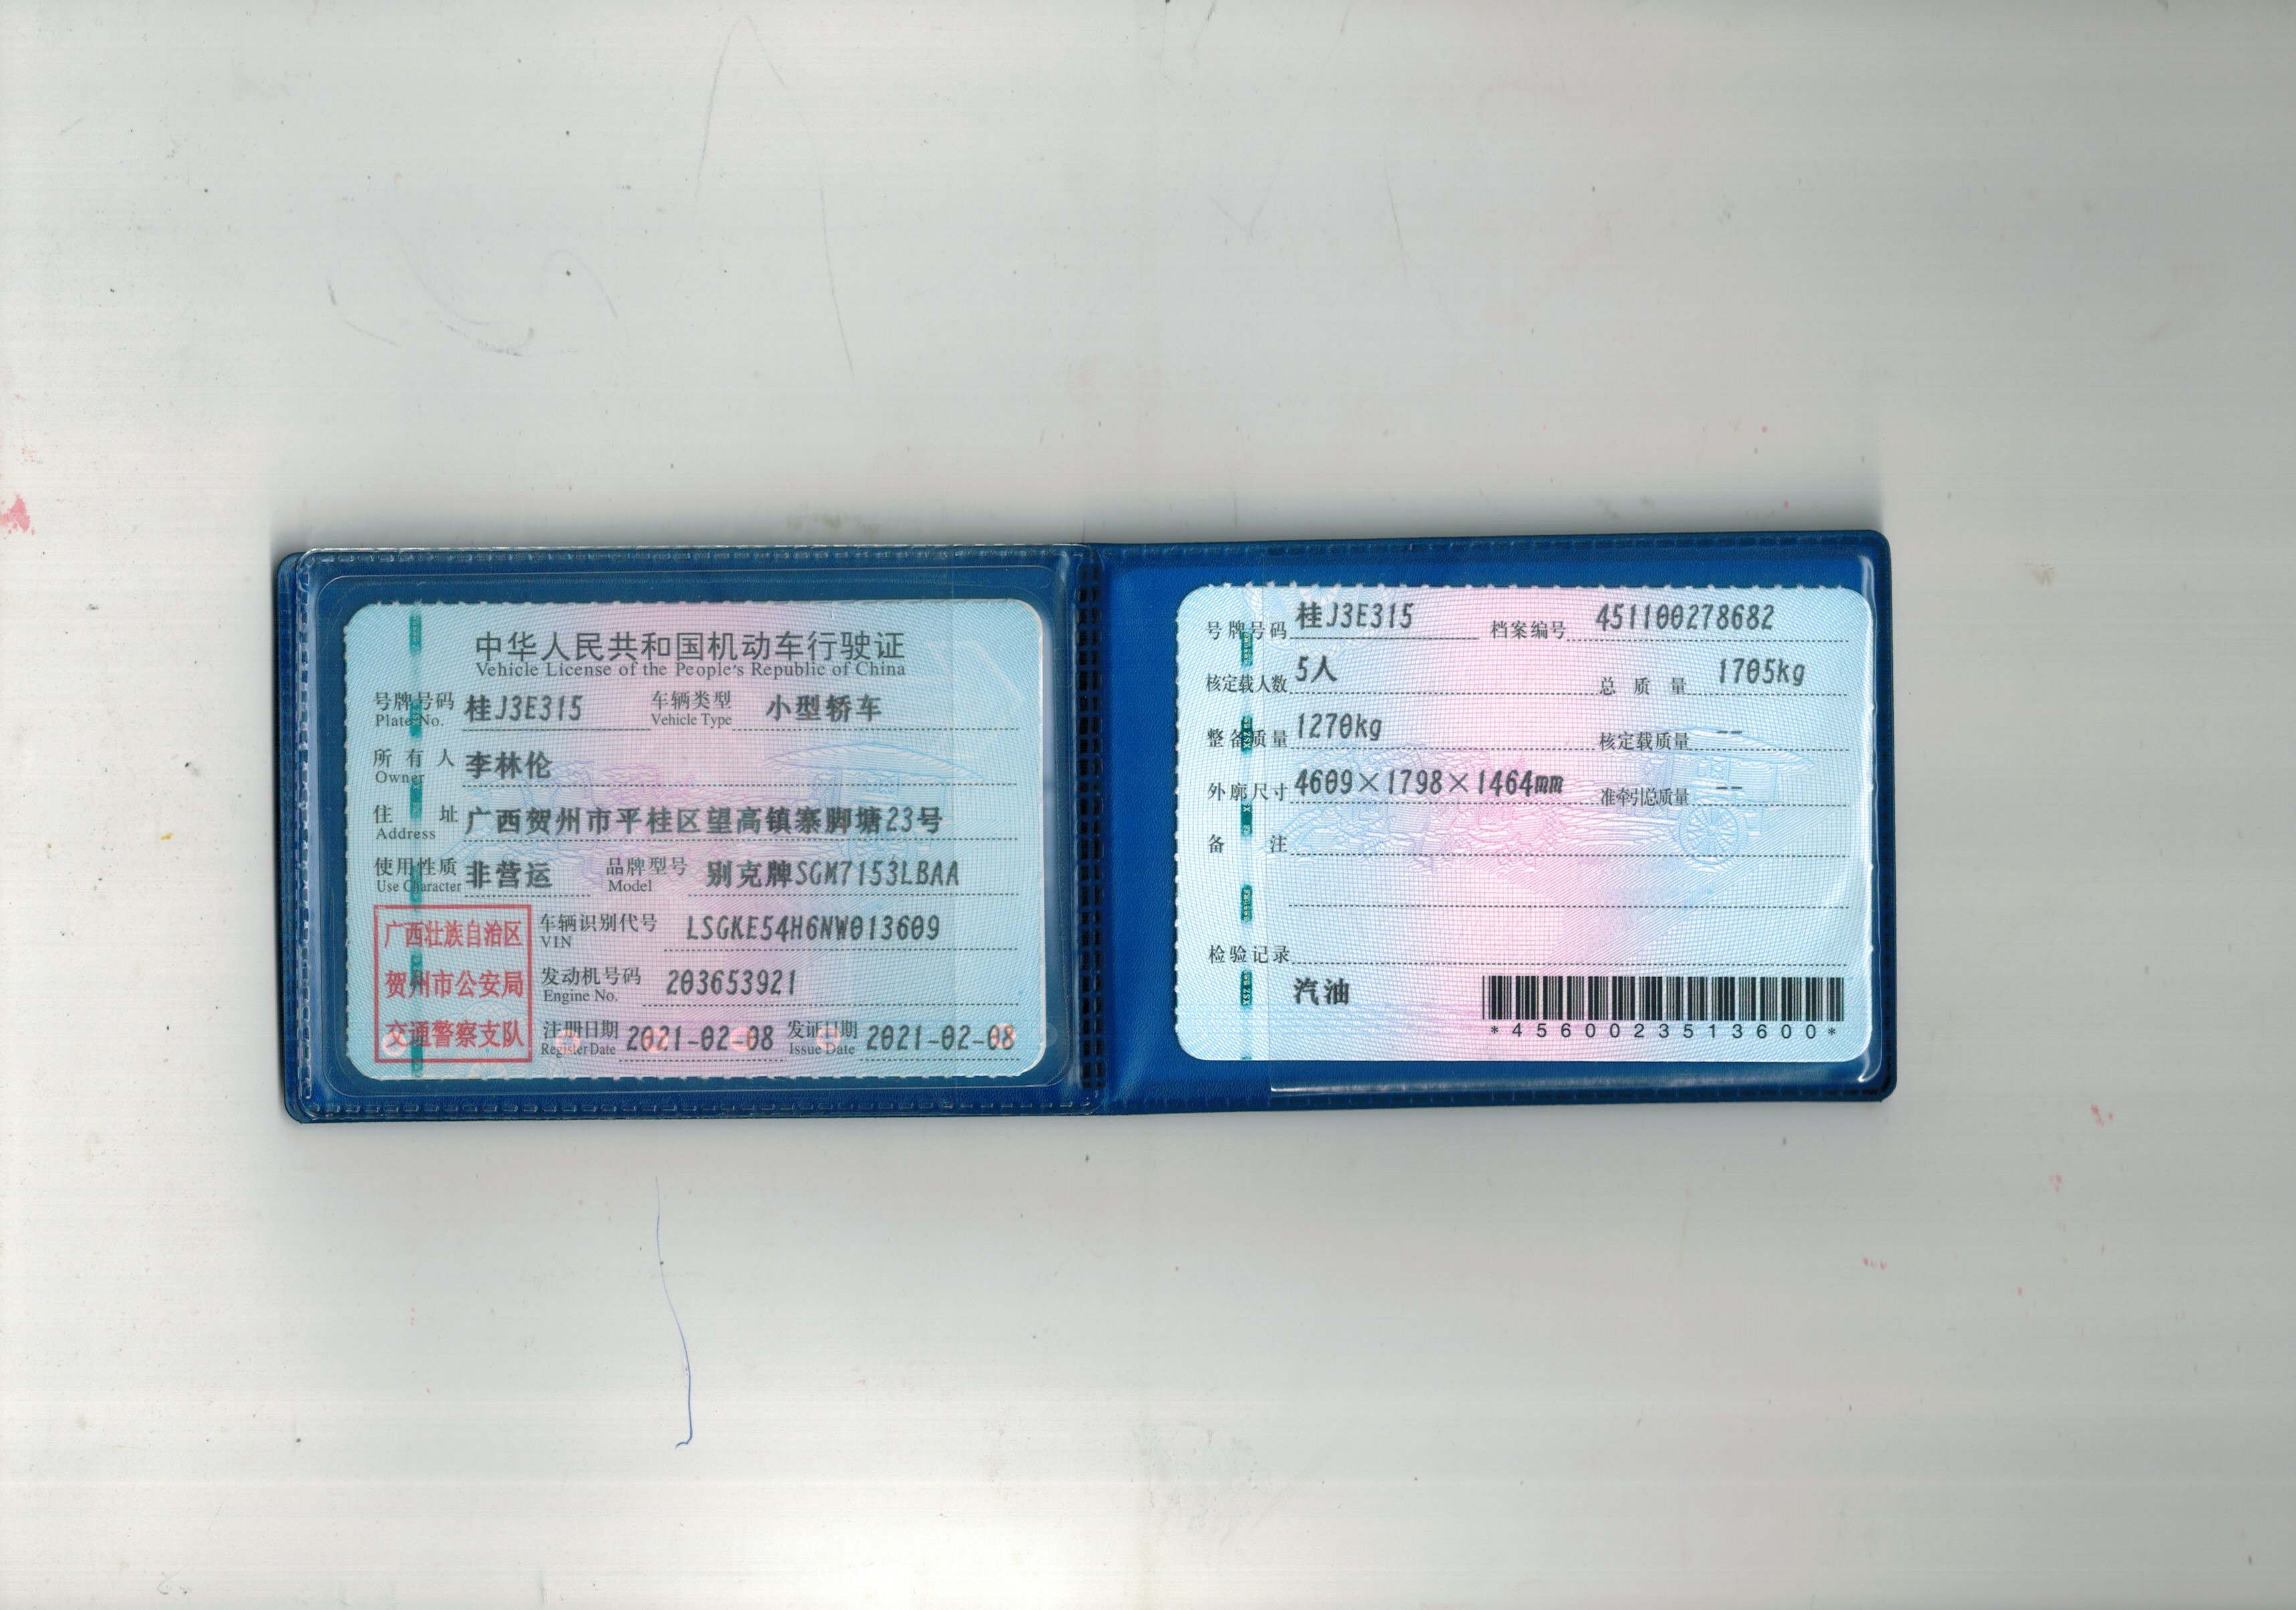 中华人民共和国机动车行驶证
Vehicle License of the People's Republic of China
号牌号码 桂J3E315 车辆类型 小型轿车
Plate No. Vehicle Type
所有人 李林伦
Owner
住址 广西贺州市平桂区望高镇寨脚塘23号
Address
使用性质 非营运 品牌型号 别克牌SGM7153LBAA
Use Character Model
广西壮族自治区
贺州市公安局
交通警察支队
车辆识别代号 LSGKE54H6NW013609
VIN
发动机号码 203653921
Engine No.
注册日期 2021-02-08 发证日期 2021-02-08
Register Date Issue Date
号牌号码 桂J3E315 档案编号 451100278682
核定载人数 5人 总质量 1705kg
整备质量 1270kg 核定载质量 --
外廓尺寸 4609×1798×1464mm 准牵引总质量 --
备注
检验记录
汽油
*4560023513600*